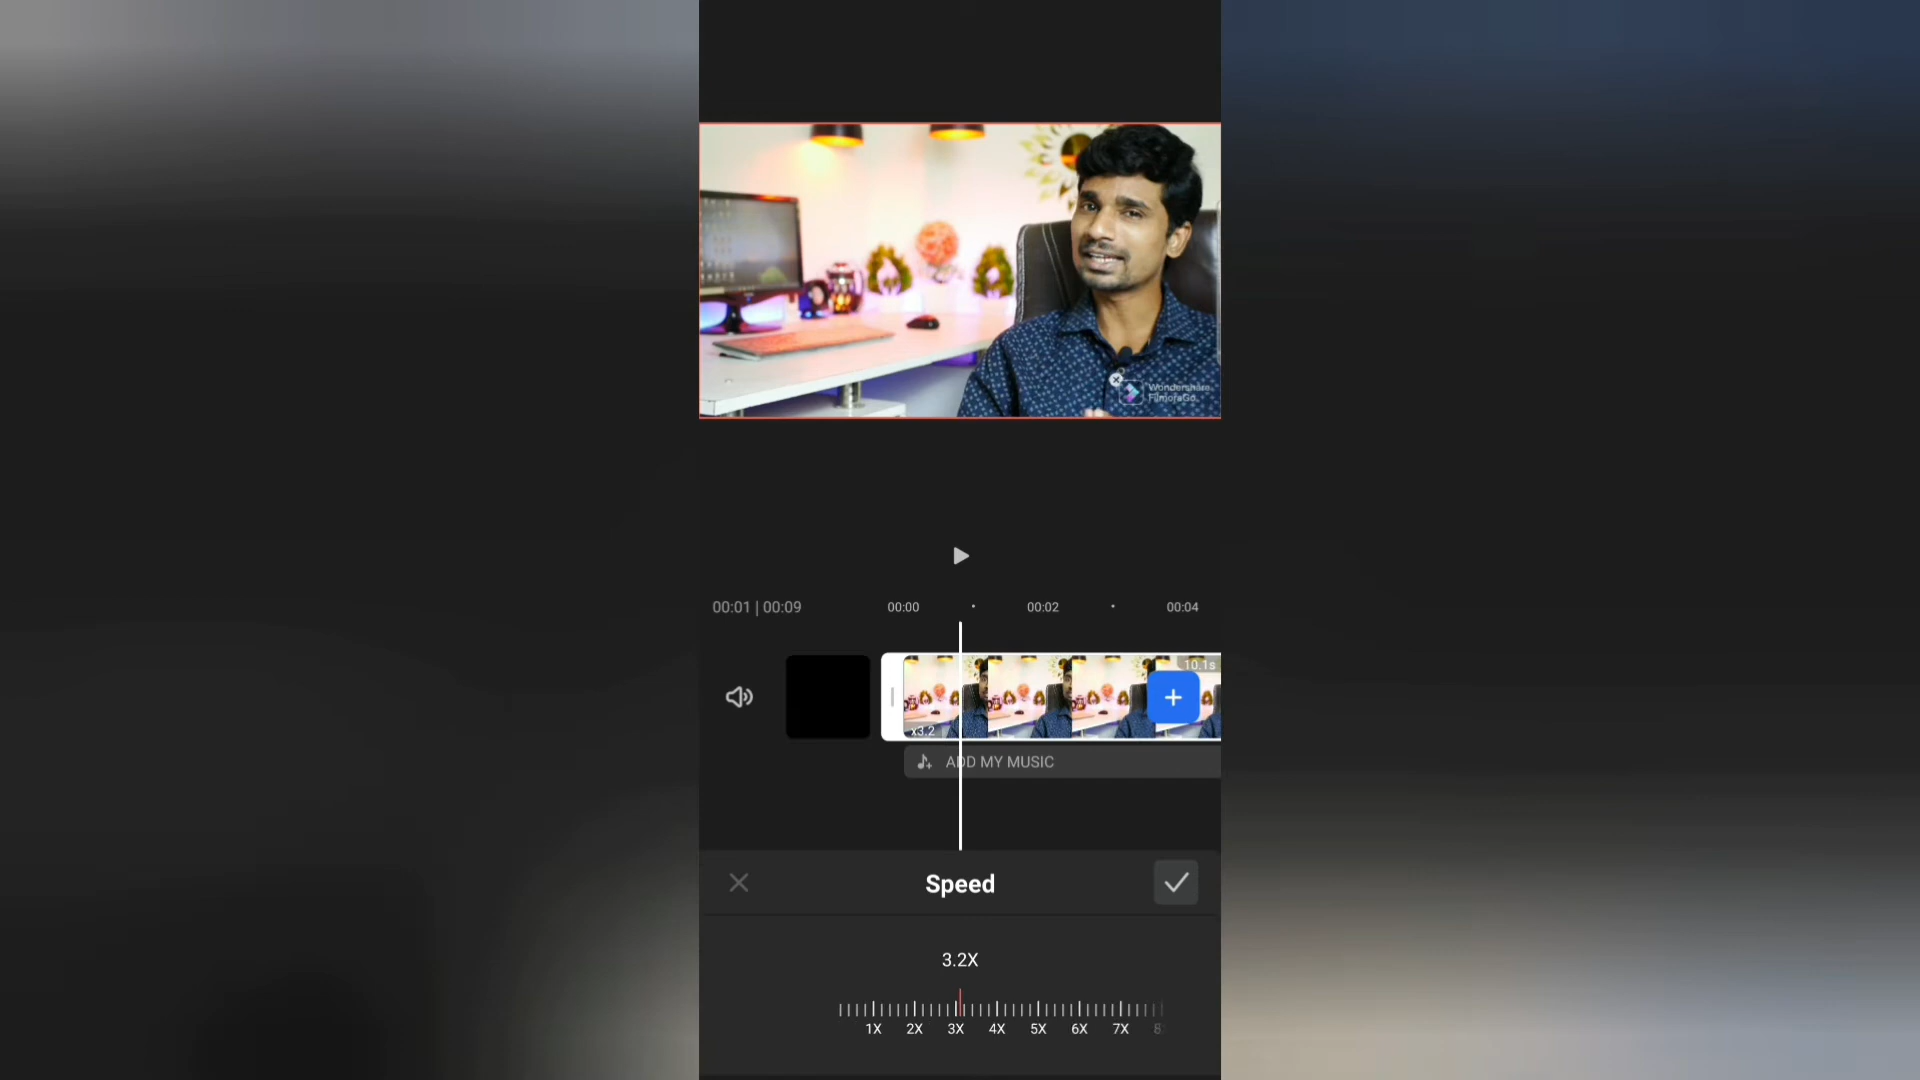 Wondershare
FilmoraGo
00:01 | 00:09
00:00
00:02
00:04
10.1s
x3.2
ADD MY MUSIC
Speed
3.2X
1X 2X 3X 4X 5X 6X 7X 8